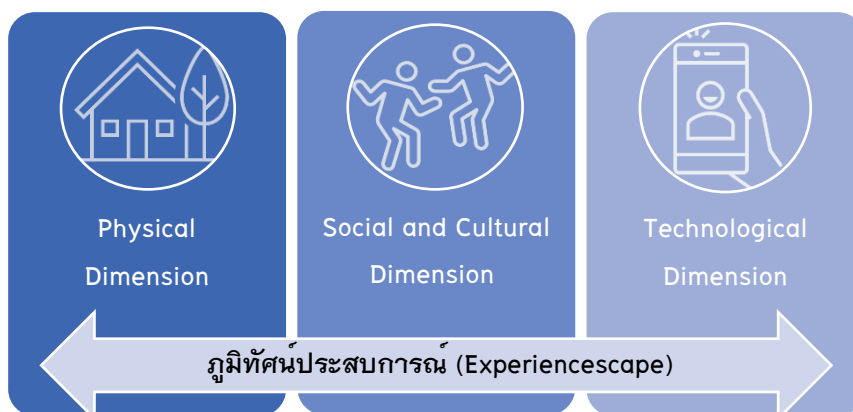 Physical
Dimension
Social and Cultural
Dimension
Technological
Dimension
ภูมิทัศน์ประสบการณ์ (Experiencescape)